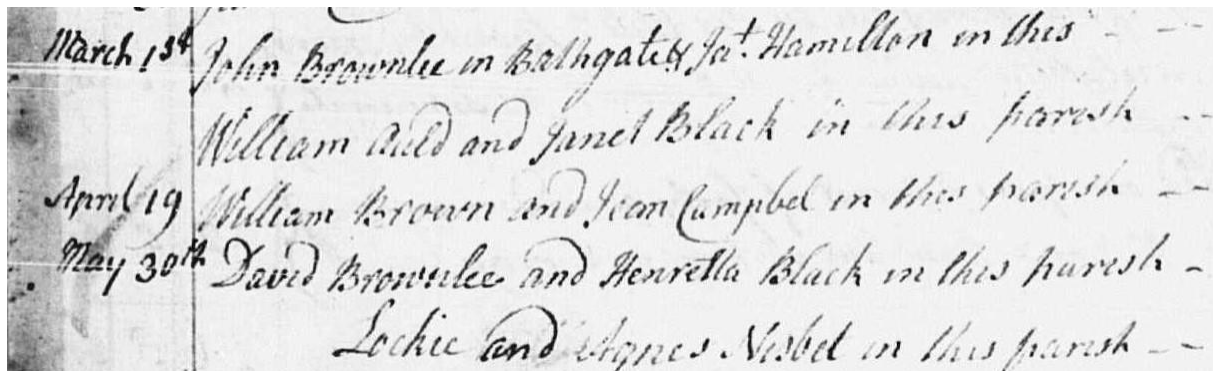 March 1st John Brownlee in Bathgate & Jat. Hamilton in this - - -
William Auld and Janet Black in this parish - -
April 19 William Brown and Jean Campbel in this parish - -
May 30th David Brownlee and Henretta Black in this parish -
Lockie and Agnes Nisbet in this parish - -